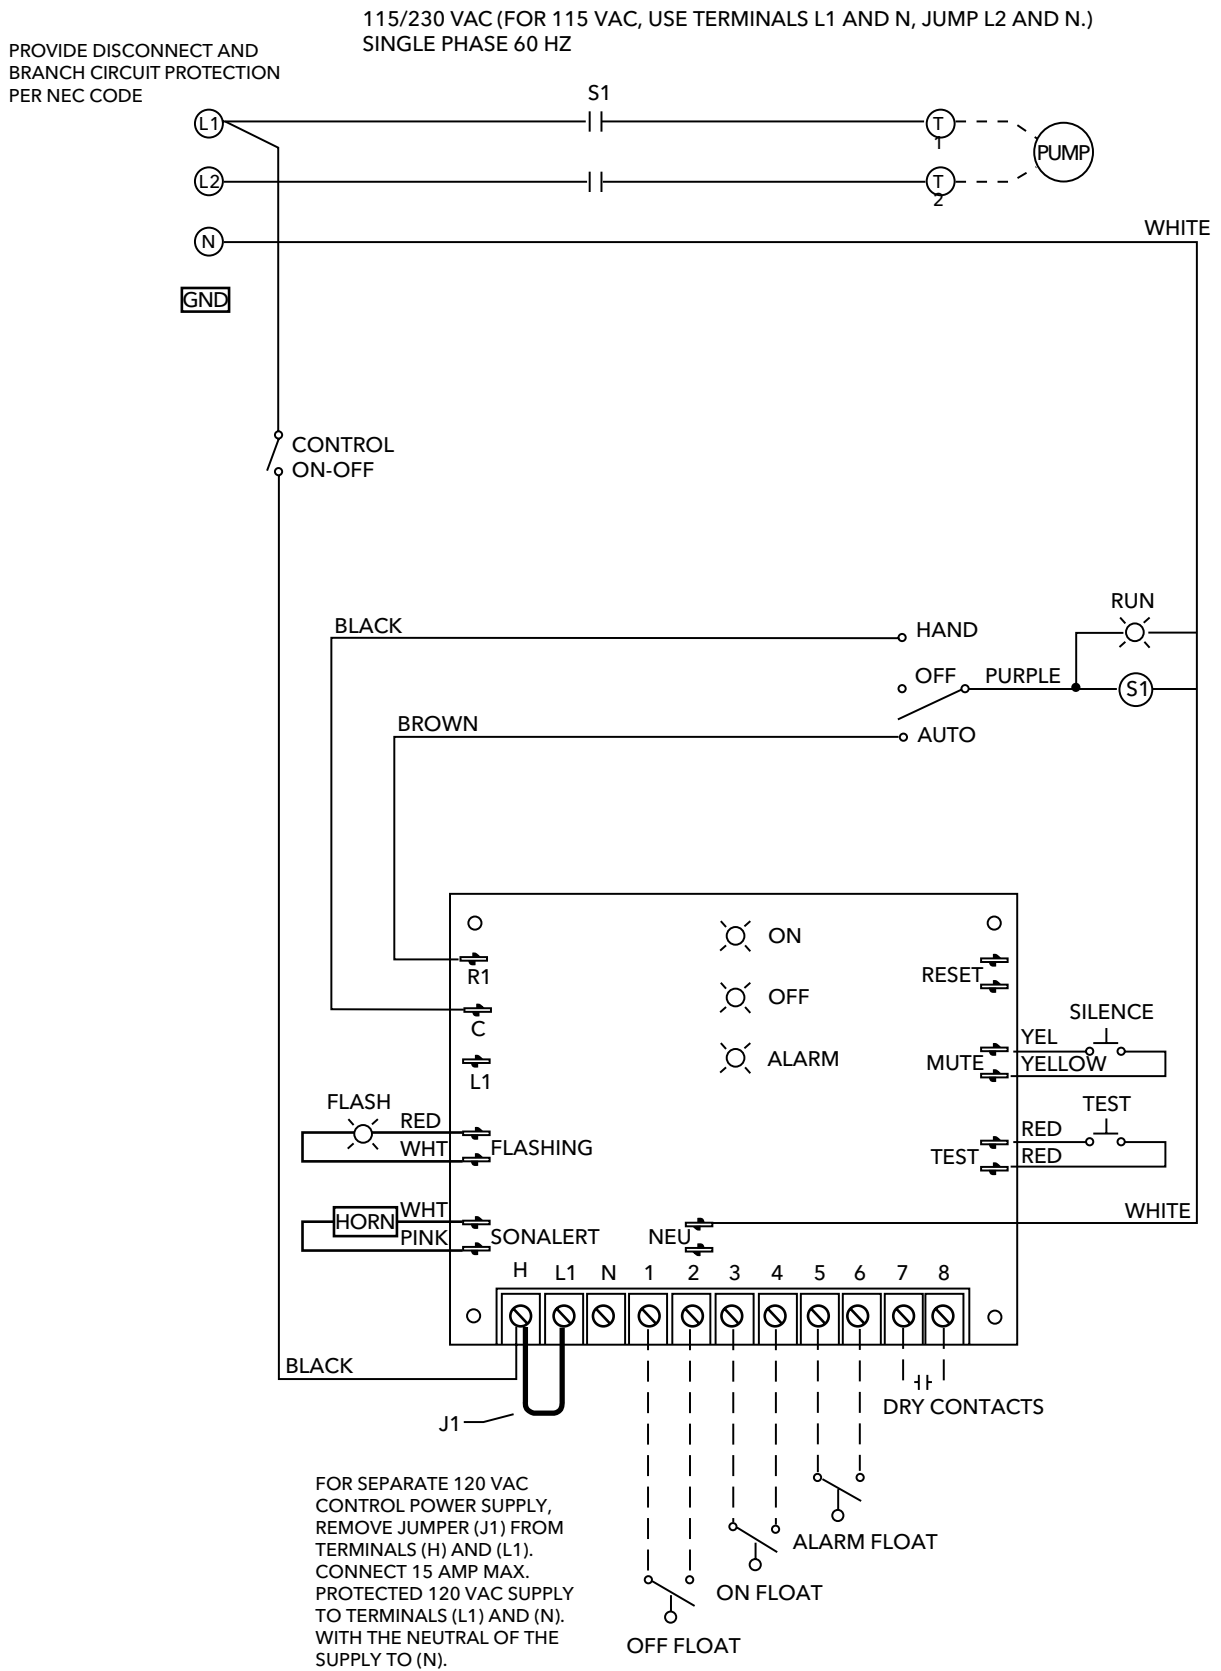 115/230 VAC (FOR 115 VAC, USE TERMINALS L1 AND N, JUMP L2 AND N.)
SINGLE PHASE 60 HZ
PROVIDE DISCONNECT AND
BRANCH CIRCUIT PROTECTION
PER NEC CODE
S1
L1
T
1
PUMP
L2
T
2
N
WHITE
GND
CONTROL
ON-OFF
RUN
BLACK
HAND
OFF
PURPLE
S1
BROWN
AUTO
ON
R1
RESET
OFF
C
SILENCE
YEL
ALARM
MUTE
YELLOW
L1
FLASH
TEST
RED
RED
WHT
FLASHING
TEST
RED
WHT
WHITE
HORN
PINK
SONALERT
NEU
H
L1
N
1
2
3
4
5
6
7
8
BLACK
DRY CONTACTS
J1
FOR SEPARATE 120 VAC
CONTROL POWER SUPPLY,
REMOVE JUMPER (J1) FROM
TERMINALS (H) AND (L1).
CONNECT 15 AMP MAX.
PROTECTED 120 VAC SUPPLY
TO TERMINALS (L1) AND (N).
WITH THE NEUTRAL OF THE
SUPPLY TO (N).
ALARM FLOAT
ON FLOAT
OFF FLOAT